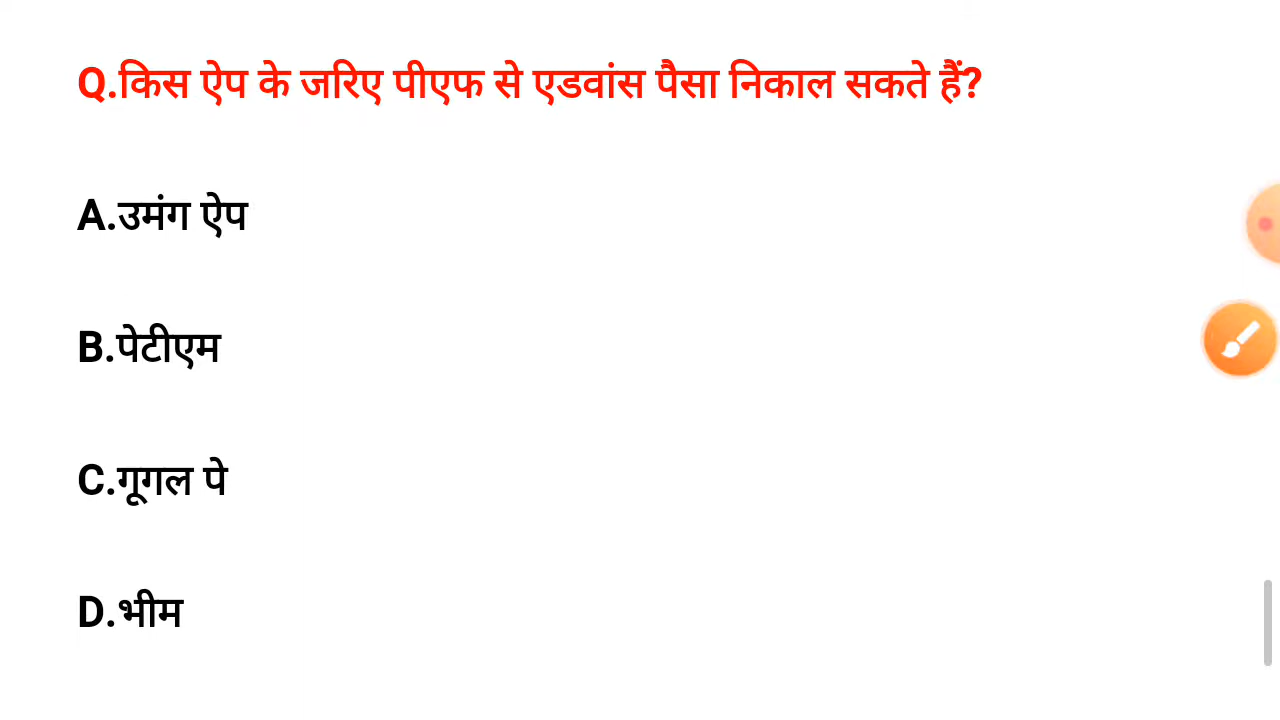 Q.किस ऐप के जरिए पीएफ से एडवांस पैसा निकाल सकते हैं?
A.उमंग ऐप
B.पेटीएम
C.गूगल पे
D.भीम